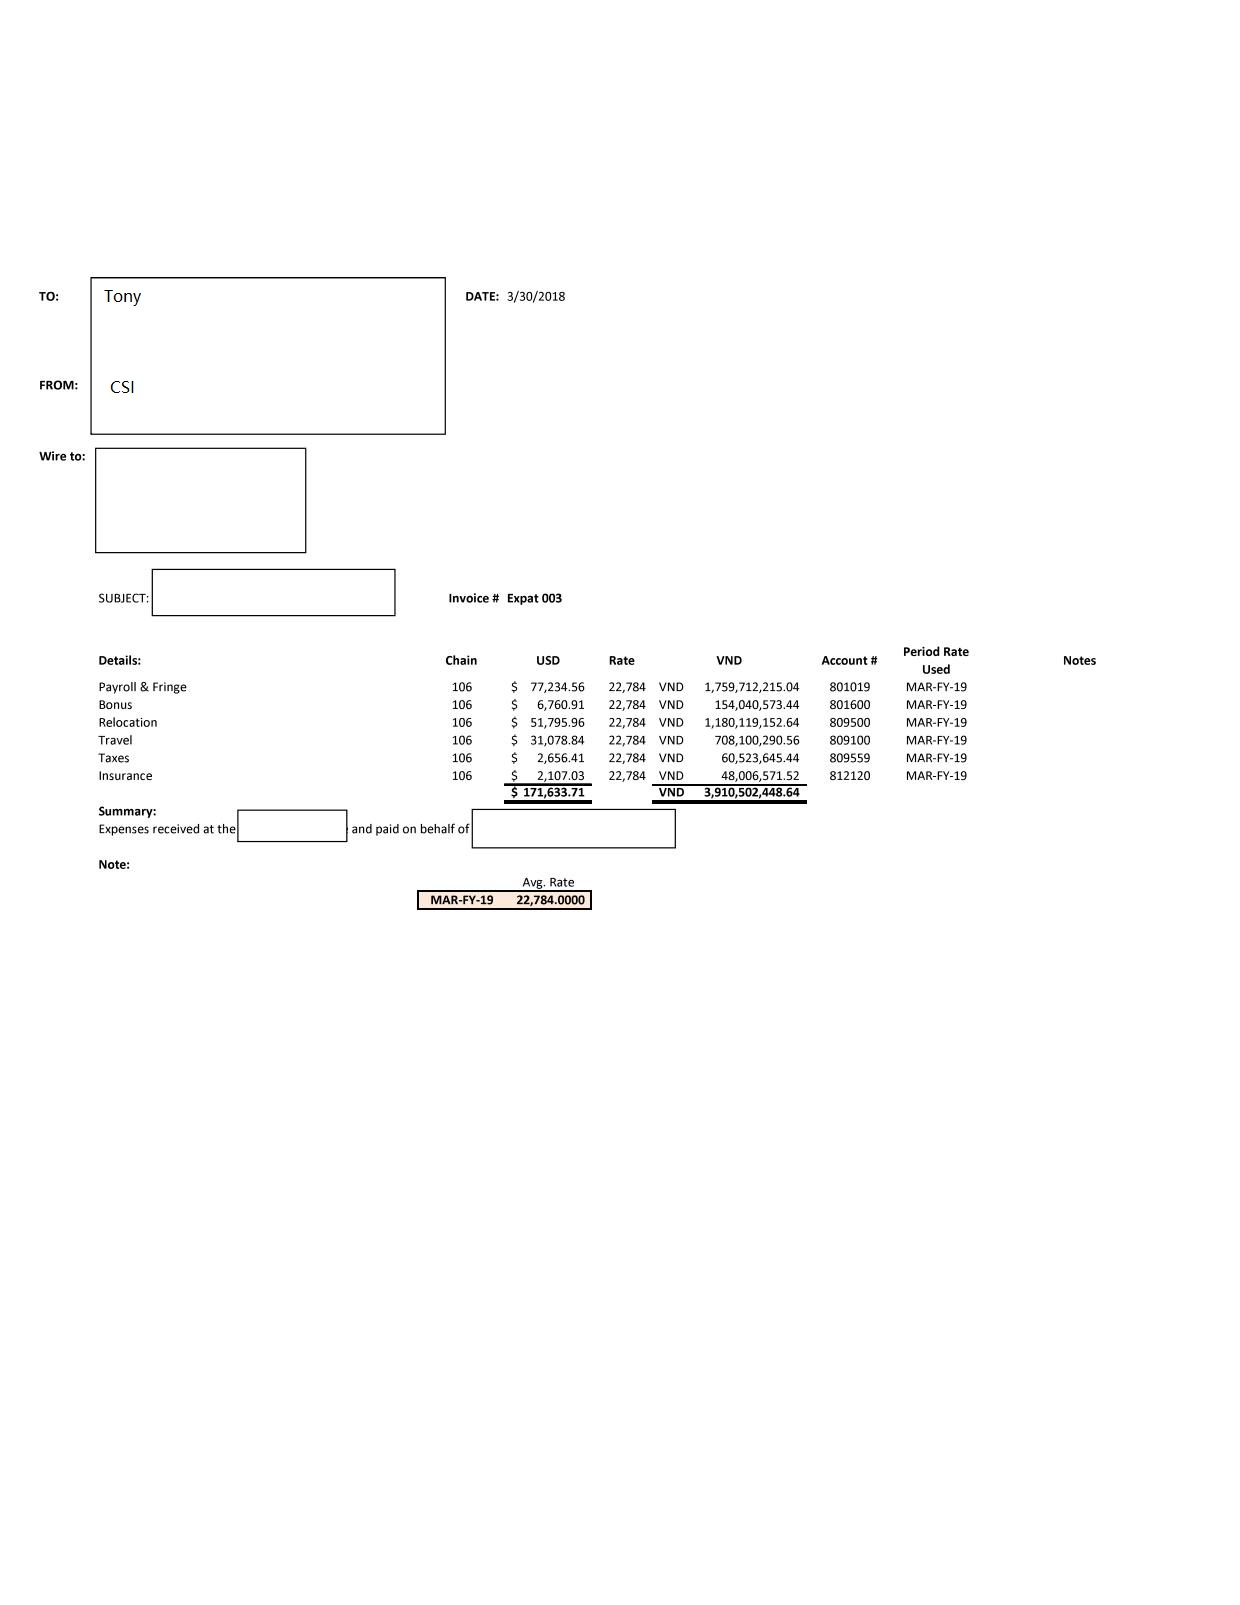 TO: Tony DATE: 3/30/2018
FROM: CSI
Wire to:
SUBJECT: Invoice # Expat 003
Details: Chain USD Rate VND Account # Period Rate Used Notes
Payroll & Fringe 106 $ 77,234.56 22,784 VND 1,759,712,215.04 801019 MAR-FY-19
Bonus 106 $ 6,760.91 22,784 VND 154,040,573.44 801600 MAR-FY-19
Relocation 106 $ 51,795.96 22,784 VND 1,180,119,152.64 809500 MAR-FY-19
Travel 106 $ 31,078.84 22,784 VND 708,100,290.56 809100 MAR-FY-19
Taxes 106 $ 2,656.41 22,784 VND 60,523,645.44 809559 MAR-FY-19
Insurance 106 $ 2,107.03 22,784 VND 48,006,571.52 812120 MAR-FY-19
$ 171,633.71 VND 3,910,502,448.64
Summary:
Expenses received at the and paid on behalf of
Note:
Avg. Rate
MAR-FY-19 22,784.0000